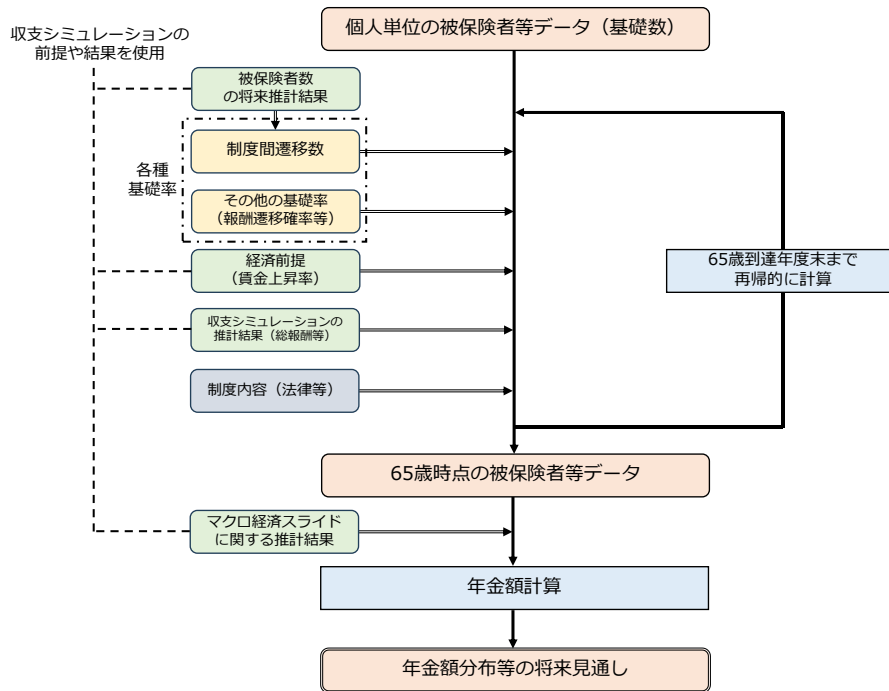 収支シミュレーションの
前提や結果を使用
個人単位の被保険者等データ（基礎数）
被保険者数
の将来推計結果
各種
基礎率
制度間遷移数
その他の基礎率
（報酬遷移確率等）
経済前提
（賃金上昇率）
65歳到達年度末まで
再帰的に計算
収支シミュレーションの
推計結果（総報酬等）
制度内容（法律等）
65歳時点の被保険者等データ
マクロ経済スライド
に関する推計結果
年金額計算
年金額分布等の将来見通し